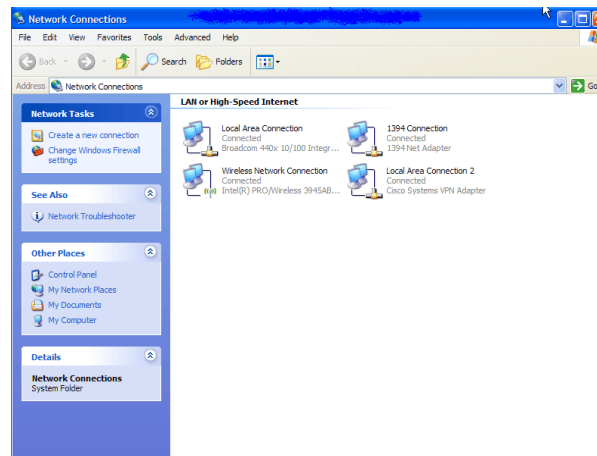 Network Connections
File Edit View Favorites Tools Advanced Help
Back Search Folders
Address Network Connections Go
Network Tasks
Create a new connection
Change Windows Firewall
settings
See Also
Network Troubleshooter
Other Places
Control Panel
My Network Places
My Documents
My Computer
Details
Network Connections
System Folder
LAN or High-Speed Internet
Local Area Connection
Connected
Broadcom 440x 10/100 Integr...
1394 Connection
Connected
1394 Net Adapter
Wireless Network Connection
Connected
Intel(R) PRO/Wireless 3945AB...
Local Area Connection 2
Connected
Cisco Systems VPN Adapter